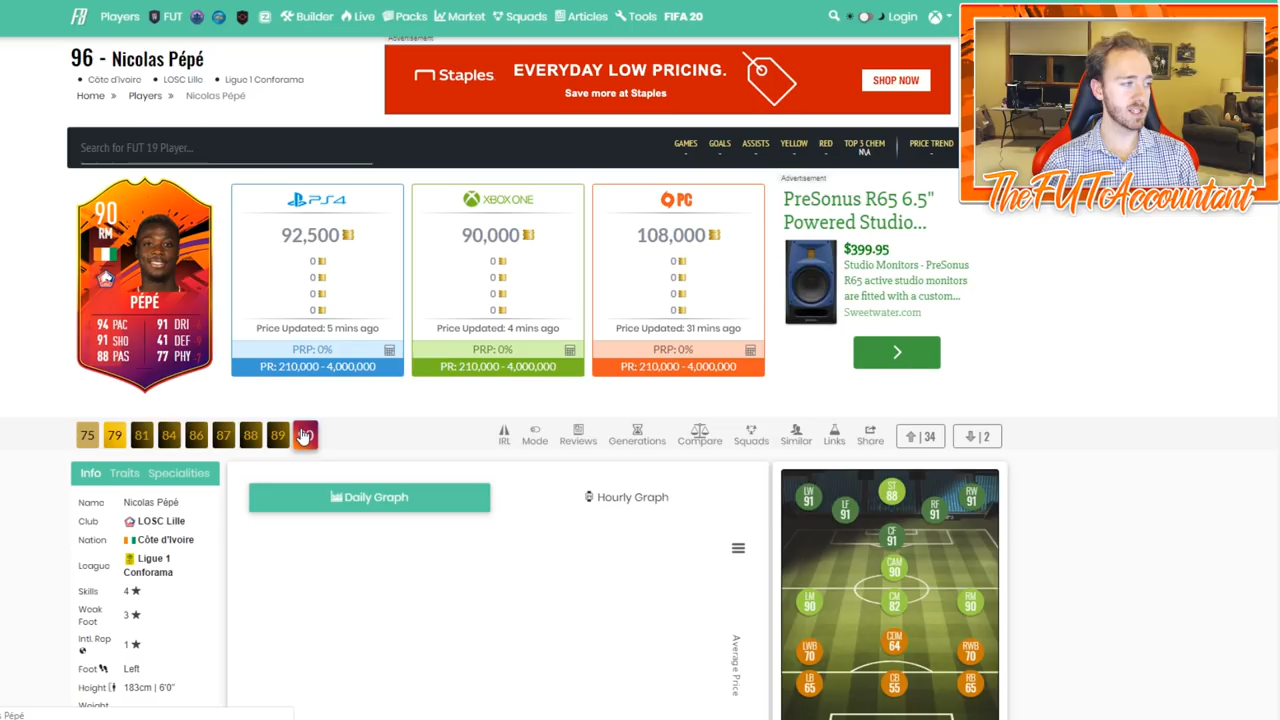 F8 Players FUT Builder Live Packs Market Squads Articles Tools FIFA 20 Login
96 - Nicolas Pépé
Côte d'Ivoire LOSC Lille Ligue 1 Conforama
Home » Players » Nicolas Pépé
Advertisement
Staples EVERYDAY LOW PRICING.
Save more at Staples
SHOP NOW
TheFUTAccountant
Search for FUT 19 Player...
GAMES GOALS ASSISTS YELLOW RED TOP 3 CHEM PRICE TREND
- - - - - N\A -
90
RM
PÉPÉ
94 PAC 91 DRI
91 SHO 41 DEF
88 PAS 77 PHY
PS4
92,500
0
0
0
0
Price Updated: 5 mins ago
PRP: 0%
PR: 210,000 - 4,000,000
XBOX ONE
90,000
0
0
0
0
Price Updated: 4 mins ago
PRP: 0%
PR: 210,000 - 4,000,000
PC
108,000
0
0
0
0
Price Updated: 31 mins ago
PRP: 0%
PR: 210,000 - 4,000,000
Advertisement
PreSonus R65 6.5"
Powered Studio...
$399.95
Studio Monitors - PreSonus
R65 active studio monitors
are fitted with a custom...
Sweetwater.com
75 79 81 84 86 87 88 89
IRL Mode Reviews Generations Compare Squads Similar Links Share | 34 | 2
Info Traits Specialities
Name Nicolas Pépé
Club LOSC Lille
Nation Côte d'Ivoire
League Ligue 1
Conforama
Skills 4
Weak
Foot 3
Intl. Rep 1
Foot Left
Height 183cm | 6'0"
Weight
Daily Graph Hourly Graph
Average Price
ST
88
LW
91
RW
91
LF
91
RF
91
CF
91
CAM
90
LM
90
CM
82
RM
90
CDM
64
LWB
70
RWB
70
LB
65
CB
55
RB
65
s Pépé